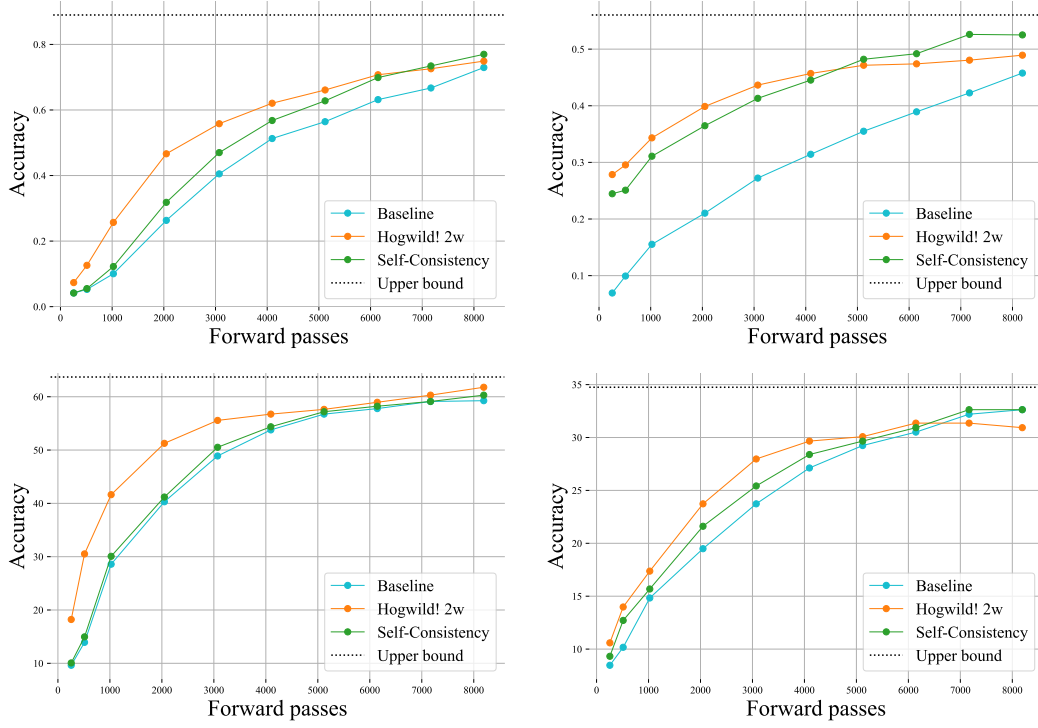 Accuracy
0.8
0.6
0.4
0.2
0.0
Baseline
Hogwild! 2w
Self-Consistency
Upper bound
0 1000 2000 3000 4000 5000 6000 7000 8000
Forward passes
Accuracy
0.5
0.4
0.3
0.2
0.1
Baseline
Hogwild! 2w
Self-Consistency
Upper bound
0 1000 2000 3000 4000 5000 6000 7000 8000
Forward passes
Accuracy
60
50
40
30
20
10
Baseline
Hogwild! 2w
Self-Consistency
Upper bound
0 1000 2000 3000 4000 5000 6000 7000 8000
Forward passes
Accuracy
35
30
25
20
15
10
Baseline
Hogwild! 2w
Self-Consistency
Upper bound
0 1000 2000 3000 4000 5000 6000 7000 8000
Forward passes